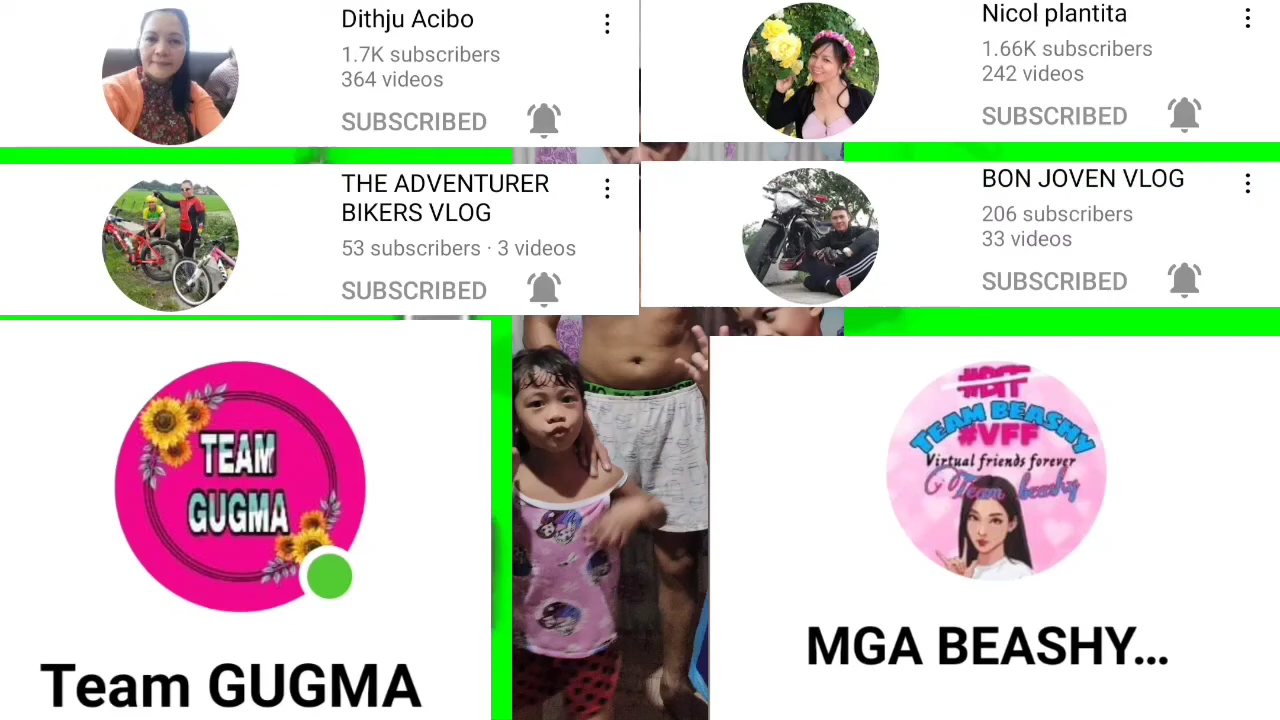 Dithju Acibo
1.7K subscribers
364 videos
SUBSCRIBED
Nicol plantita
1.66K subscribers
242 videos
SUBSCRIBED
THE ADVENTURER
BIKERS VLOG
53 subscribers · 3 videos
SUBSCRIBED
BON JOVEN VLOG
206 subscribers
33 videos
SUBSCRIBED
TEAM
GUGMA
Team GUGMA
TEAM BEASHY
#VFF
Virtual friends forever
Team beashy
MGA BEASHY...